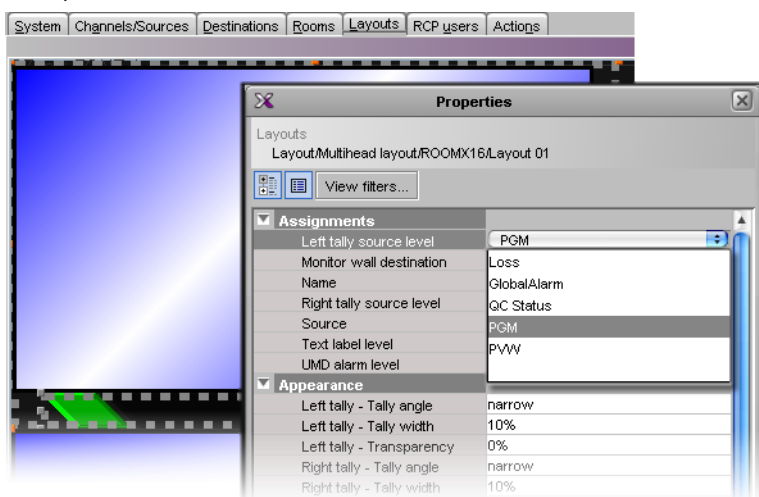 System Channels/Sources Destinations Rooms Layouts RCP users Actions
Properties
Layouts
Layout/Multihead layout/ROOMX16/Layout 01
View filters...
Assignments
Left tally source level PGM
Monitor wall destination Loss
Name GlobalAlarm
Right tally source level QC Status
Source PGM
Text label level PVW
UMD alarm level
Appearance
Left tally - Tally angle narrow
Left tally - Tally width 10%
Left tally - Transparency 0%
Right tally - Tally angle narrow
Right tally - Tally width 10%